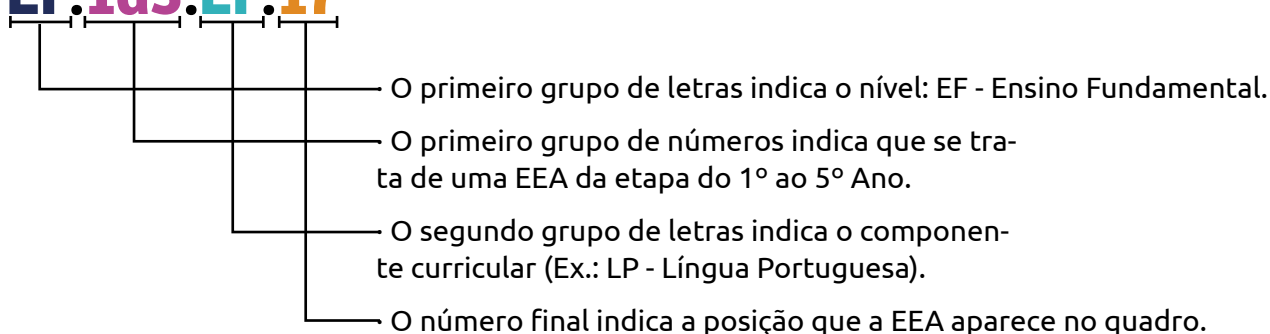 O primeiro grupo de letras indica o nível: EF - Ensino Fundamental.
O primeiro grupo de números indica que se tra-
ta de uma EEA da etapa do 1º ao 5º Ano.
O segundo grupo de letras indica o componen-
te curricular (Ex.: LP - Língua Portuguesa).
O número final indica a posição que a EEA aparece no quadro.